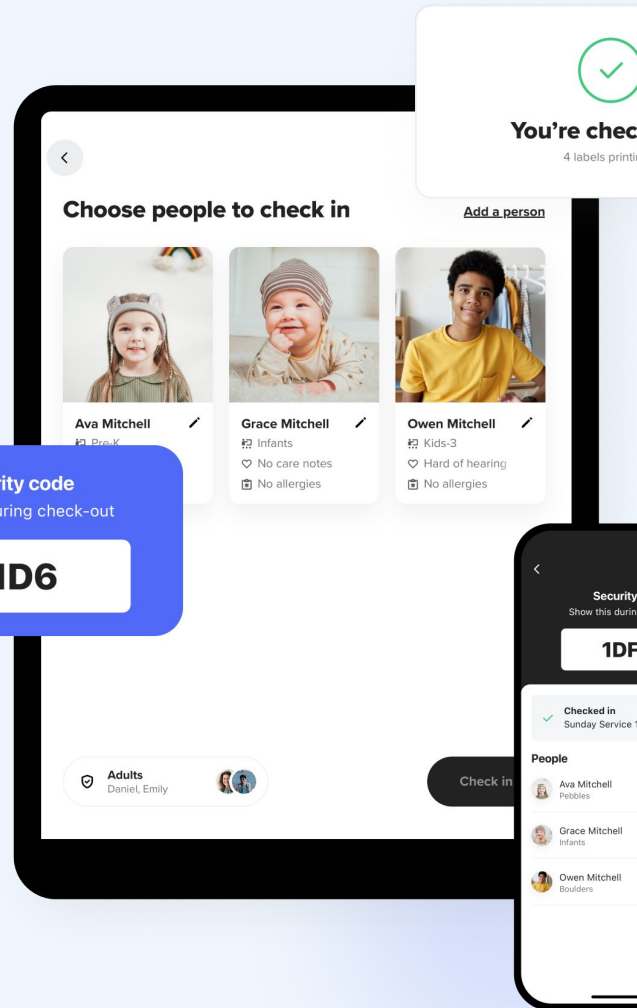 You're chec
4 labels printi
Choose people to check in
Add a person
Ava Mitchell
Pre-K
Grace Mitchell
Infants
No care notes
No allergies
Owen Mitchell
Kids-3
Hard of hearing
No allergies
rity code
uring check-out
1D6
Adults
Daniel, Emily
Check in
Security
Show this durin
1DF
Checked in
Sunday Service 1
People
Ava Mitchell
Pebbles
Grace Mitchell
Infants
Owen Mitchell
Boulders